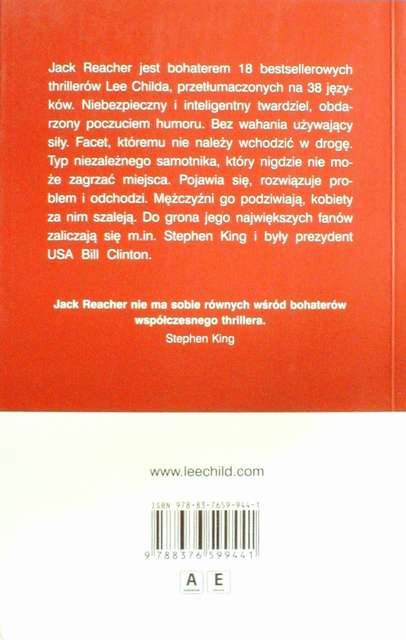 Jack Reacher jest bohaterem 18 bestsellerowych
thrillerów Lee Childa, przetłumaczonych na 38 języ-
ków. Niebezpieczny i inteligentny twardziel, obda-
rzony poczuciem humoru. Bez wahania używający
siły. Facet, któremu nie należy wchodzić w drogę.
Typ niezależnego samotnika, który nigdzie nie mo-
że zagrzać miejsca. Pojawia się, rozwiązuje pro-
blem i odchodzi. Mężczyźni go podziwiają, kobiety
za nim szaleją. Do grona jego największych fanów
zaliczają się m.in. Stephen King i były prezydent
USA Bill Clinton.
Jack Reacher nie ma sobie równych wśród bohaterów
współczesnego thrillera.
Stephen King
www.leechild.com
ISBN 978-83-7659-944-1
9 788376 599441
A E